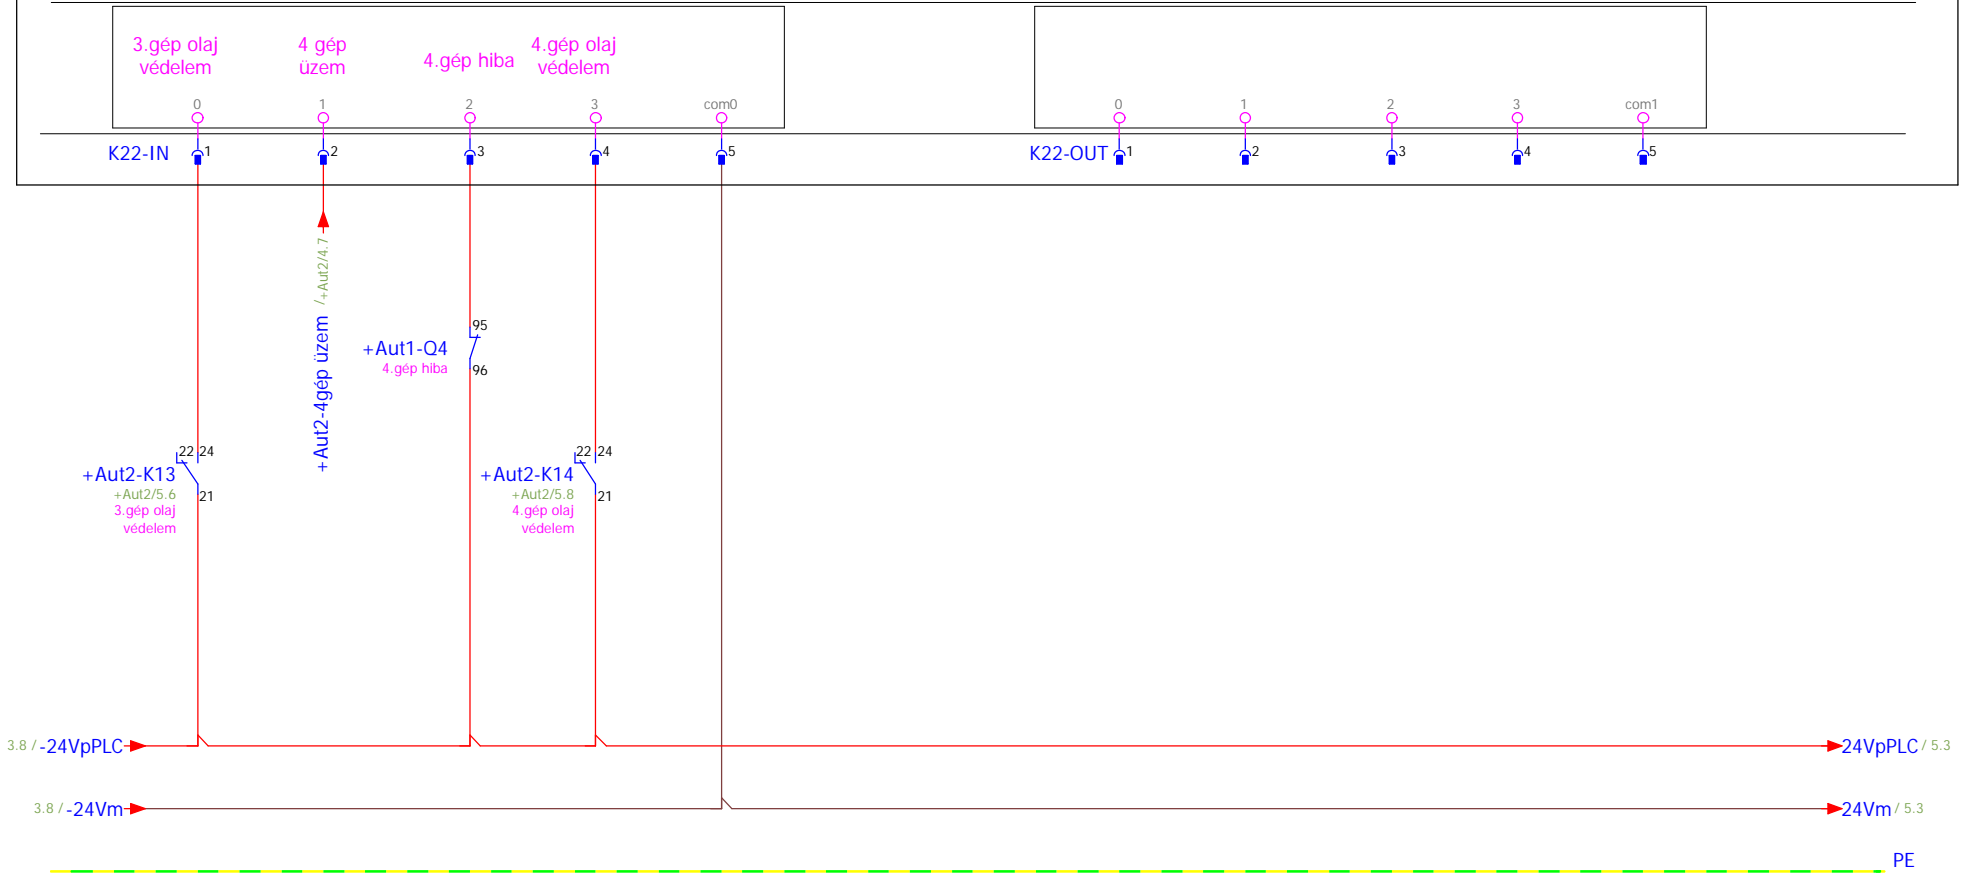 3.gép olaj
védelem
4 gép
üzem
4.gép hiba
4.gép olaj
védelem
0
1
2
3
com0
0
1
2
3
com1
K22-IN
1
2
3
4
5
K22-OUT
1
2
3
4
5
+Aut2-4gép üzem
/+Aut2/4.7
+Aut1-Q4
4.gép hiba
95
96
+Aut2-K13
+Aut2/5.6
3.gép olaj
védelem
22
24
21
+Aut2-K14
+Aut2/5.8
4.gép olaj
védelem
22
24
21
3.8 / -24VpPLC
24VpPLC / 5.3
3.8 / -24Vm
24Vm / 5.3
PE